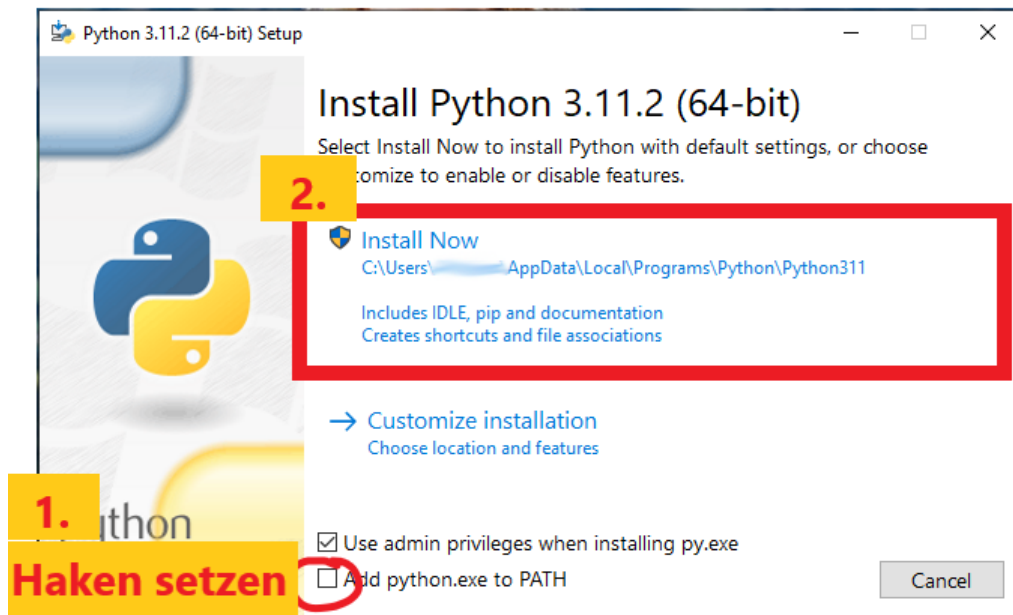 Python 3.11.2 (64-bit) Setup
Install Python 3.11.2 (64-bit)
Select Install Now to install Python with default settings, or choose
tomize to enable or disable features.
2.
Install Now
C:\Users\ AppData\Local\Programs\Python\Python311
Includes IDLE, pip and documentation
Creates shortcuts and file associations
→ Customize installation
Choose location and features
1.
thon
Use admin privileges when installing py.exe
Haken setzen
Add python.exe to PATH
Cancel